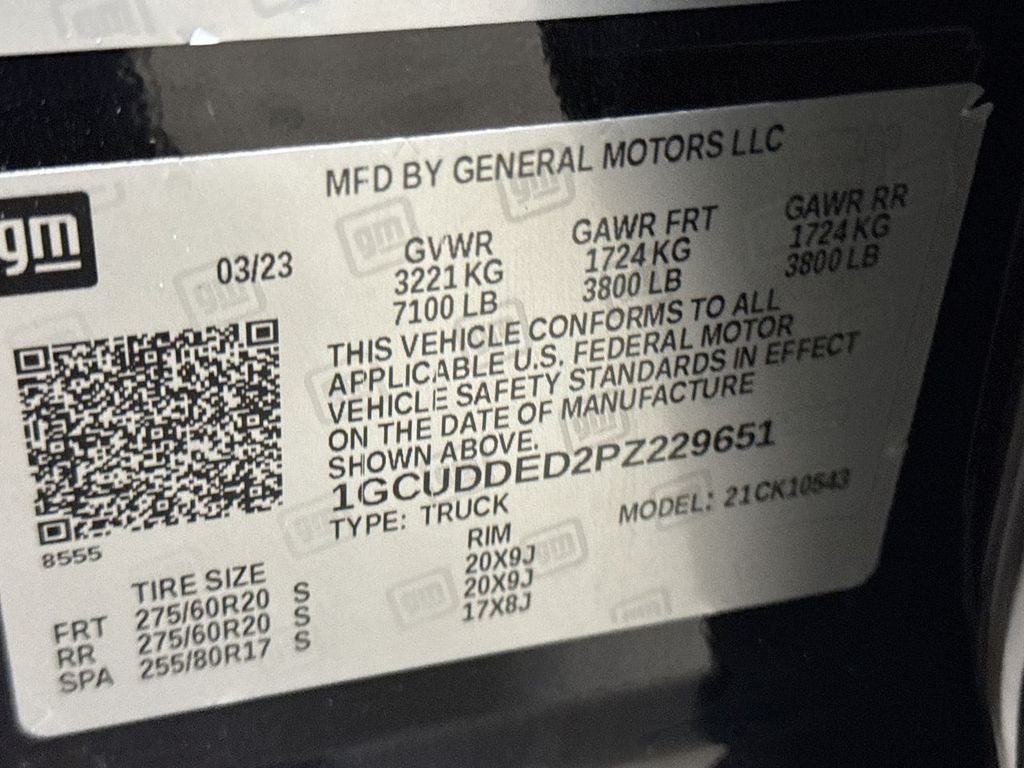 MFD BY GENERAL MOTORS LLC
gm
03/23
GVWR GAWR FRT GAWR RR
3221 KG 1724 KG 1724 KG
7100 LB 3800 LB 3800 LB
THIS VEHICLE CONFORMS TO ALL
APPLICABLE U.S. FEDERAL MOTOR
VEHICLE SAFETY STANDARDS IN EFFECT
ON THE DATE OF MANUFACTURE
SHOWN ABOVE.
1GCUDDED2PZ229651
TYPE: TRUCK MODEL: 21CK10543
8555
TIRE SIZE RIM
FRT 275/60R20 S 20X9J
RR 275/60R20 S 20X9J
SPA 255/80R17 S 17X8J